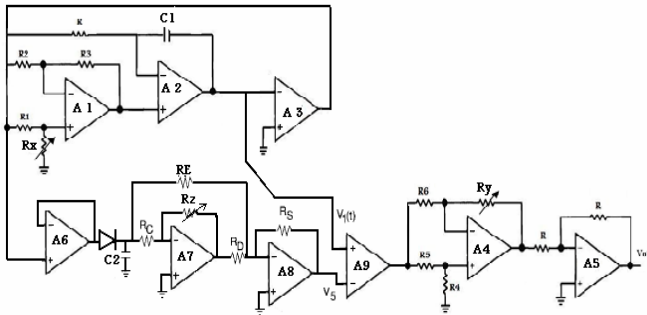 R C1
R2 R3
A 1 A 2 A 3
R1
Rx
RE
Rz
V1(t)
R6 Ry
A6 RC RD RS
C2 A7 A8 A9
R5 A4 R R
R4 A5 Vo
V5